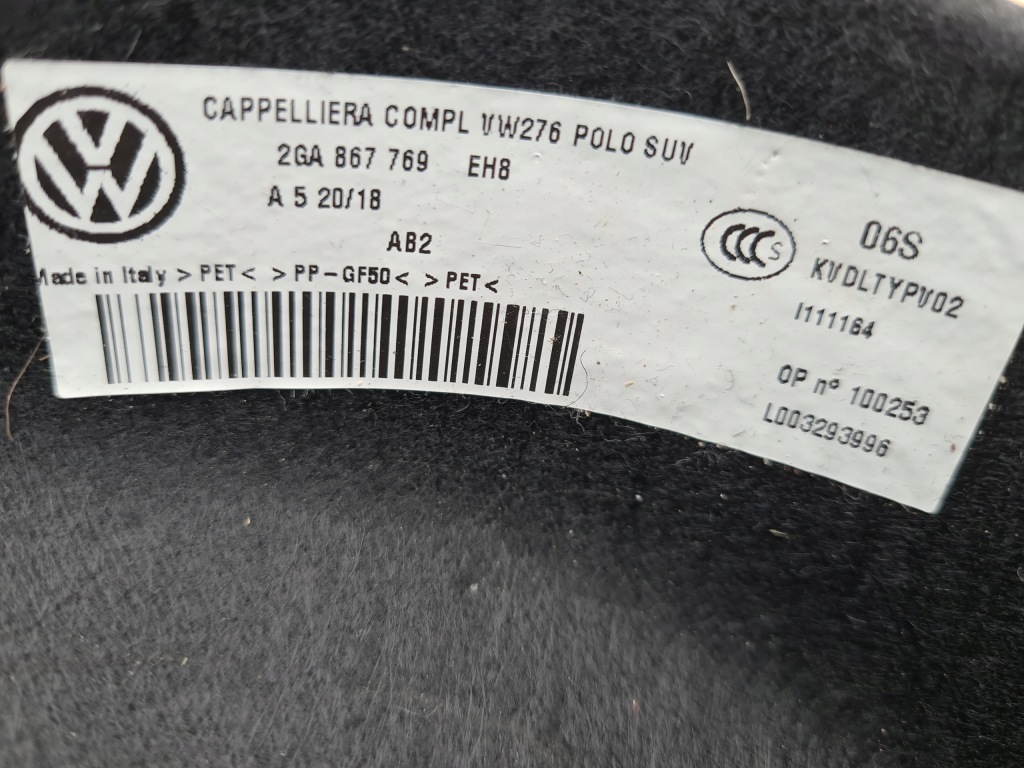 CAPPELLIERA COMPL VW276 POLO SUV
2GA 867 769 EH8
A 5 20/18
AB2
Made in Italy >PET< >PP-GF50< >PET<
CCC S
06S
KVDLTYPV02
I111164
OP nº 100253
L003293996